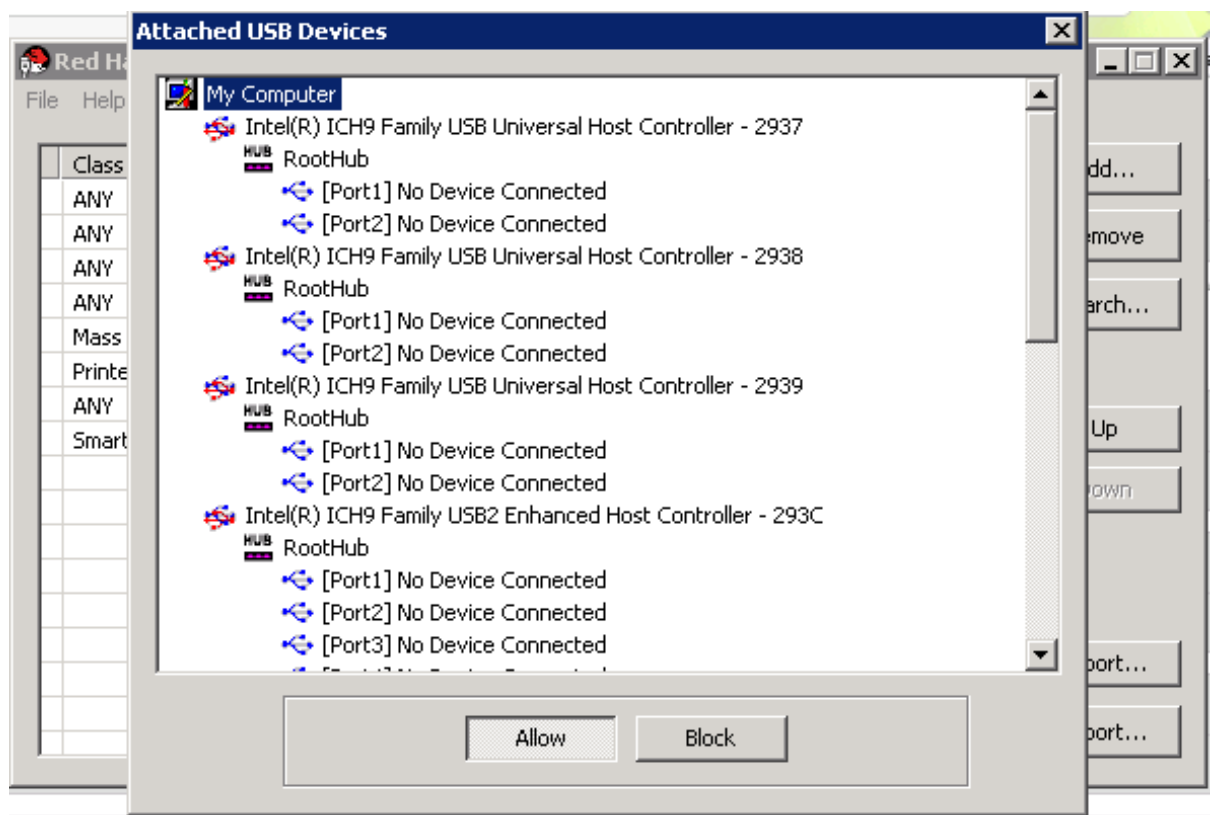 Attached USB Devices
Red Ha
File Help
My Computer
Intel(R) ICH9 Family USB Universal Host Controller - 2937
HUB RootHub
[Port1] No Device Connected
[Port2] No Device Connected
Intel(R) ICH9 Family USB Universal Host Controller - 2938
HUB RootHub
[Port1] No Device Connected
[Port2] No Device Connected
Intel(R) ICH9 Family USB Universal Host Controller - 2939
HUB RootHub
[Port1] No Device Connected
[Port2] No Device Connected
Intel(R) ICH9 Family USB2 Enhanced Host Controller - 293C
HUB RootHub
[Port1] No Device Connected
[Port2] No Device Connected
[Port3] No Device Connected
Allow Block
Class
ANY
ANY
ANY
ANY
Mass
Printe
ANY
Smart
dd...
emove
arch...
Up
own
port...
port...